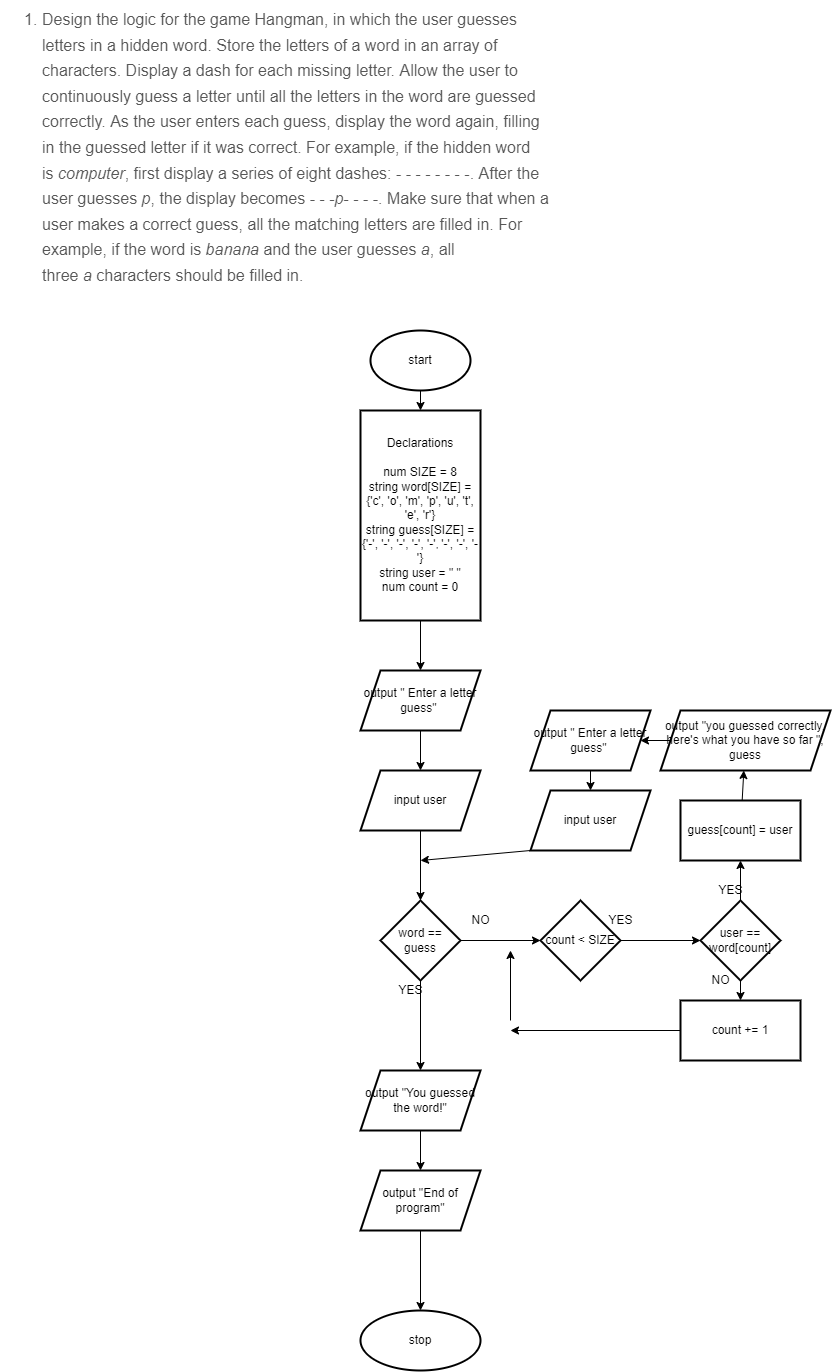 1. Design the logic for the game Hangman, in which the user guesses
letters in a hidden word. Store the letters of a word in an array of
characters. Display a dash for each missing letter. Allow the user to
continuously guess a letter until all the letters in the word are guessed
correctly. As the user enters each guess, display the word again, filling
in the guessed letter if it was correct. For example, if the hidden word
is computer, first display a series of eight dashes: - - - - - - - -. After the
user guesses p, the display becomes - - -p- - - -. Make sure that when a
user makes a correct guess, all the matching letters are filled in. For
example, if the word is banana and the user guesses a, all
three a characters should be filled in.
start
Declarations
num SIZE = 8
string word[SIZE] =
{'c', 'o', 'm', 'p', 'u', 't',
'e', 'r'}
string guess[SIZE] =
{'-', '-', '-', '-', '-'. '-', '-', '-
'}
string user = " "
num count = 0
output " Enter a letter
guess"
input user
output " Enter a letter
guess"
input user
output "you guessed correctly,
here's what you have so far ",
guess
guess[count] = user
YES
word ==
guess
NO
count < SIZE
YES
user ==
word[count]
NO
count += 1
YES
output "You guessed
the word!"
output "End of
program"
stop